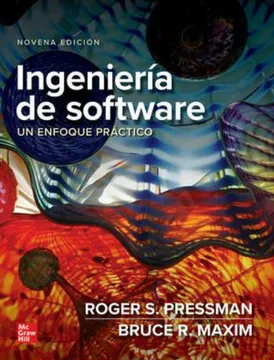 NOVENA EDICIÓN
Ingeniería
de software
UN ENFOQUE PRÁCTICO
Mc
Graw
Hill
ROGER S. PRESSMAN
BRUCE R. MAXIM